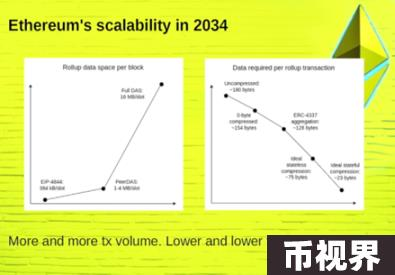 Ethereum's scalability in 2034
Rollup data space per block
Full DAS:
16 MB/slot
EIP-4844:
384 kB/slot
PeerDAS:
1-4 MB/slot
Data required per rollup transaction
Uncompressed:
~180 bytes
0-byte
compressed:
~154 bytes
ERC-4337
aggregation:
~128 bytes
Ideal
stateless
compression:
~75 bytes
Ideal stateful
compression:
~23 bytes
More and more tx volume. Lower and lower
币视界